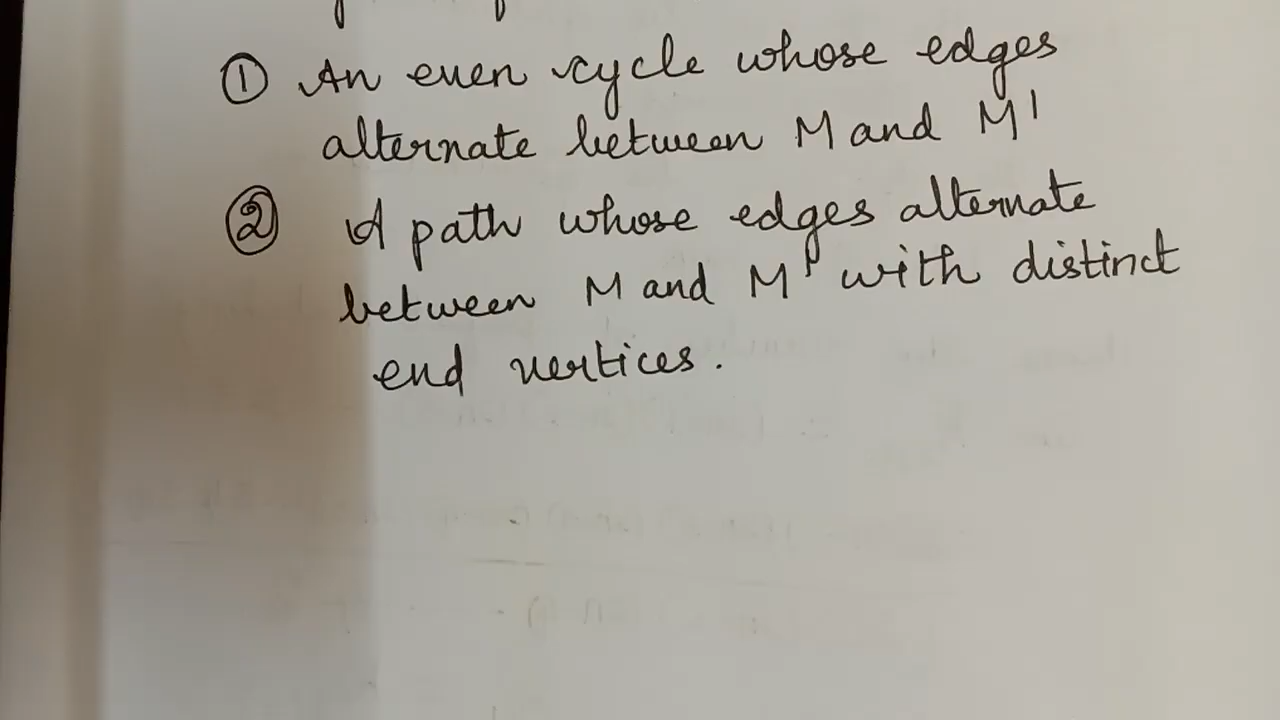 ① An even cycle whose edges
alternate between M and M'
② A path whose edges alternate
between M and M' with distinct
end vertices.